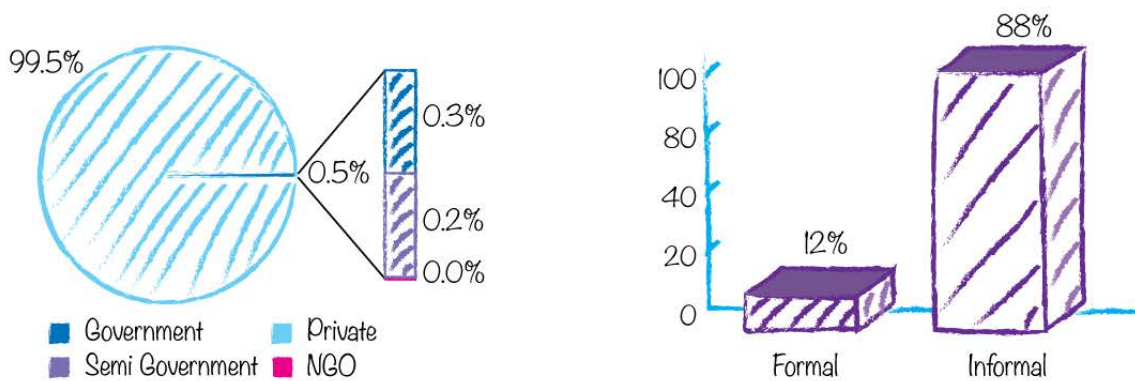 99.5%
0.5%
0.3%
0.2%
0.0%
Government
Private
Semi Government
NGO
88%
100
80
40
20
0
12%
Formal
Informal